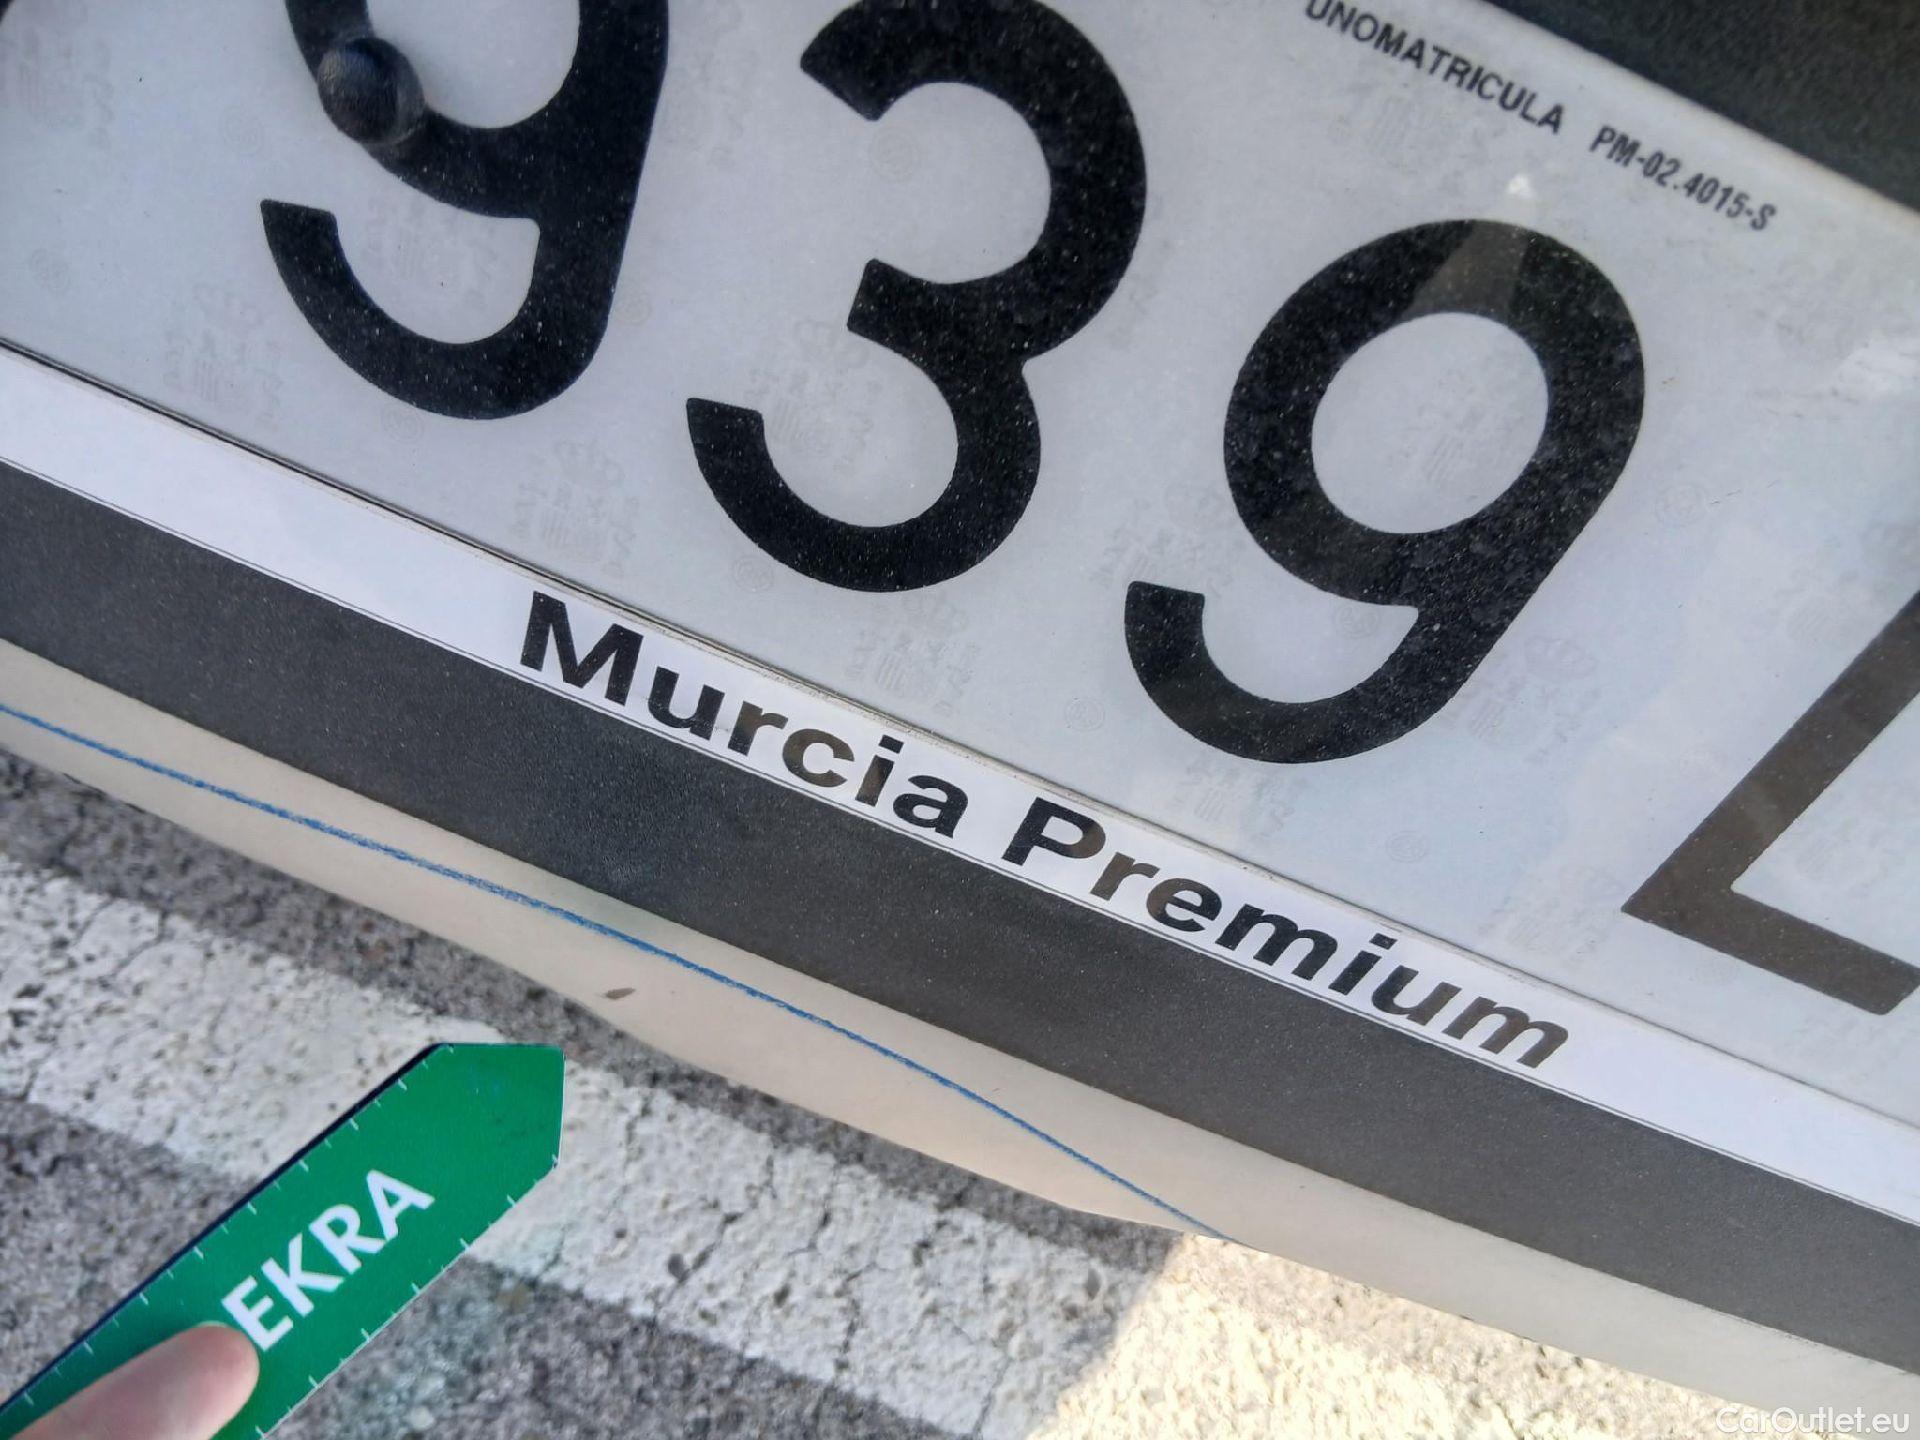 UNOMATRICULA PM-02.4015-S
939 L
Murcia Premium
EKRA
CarOutlet.eu